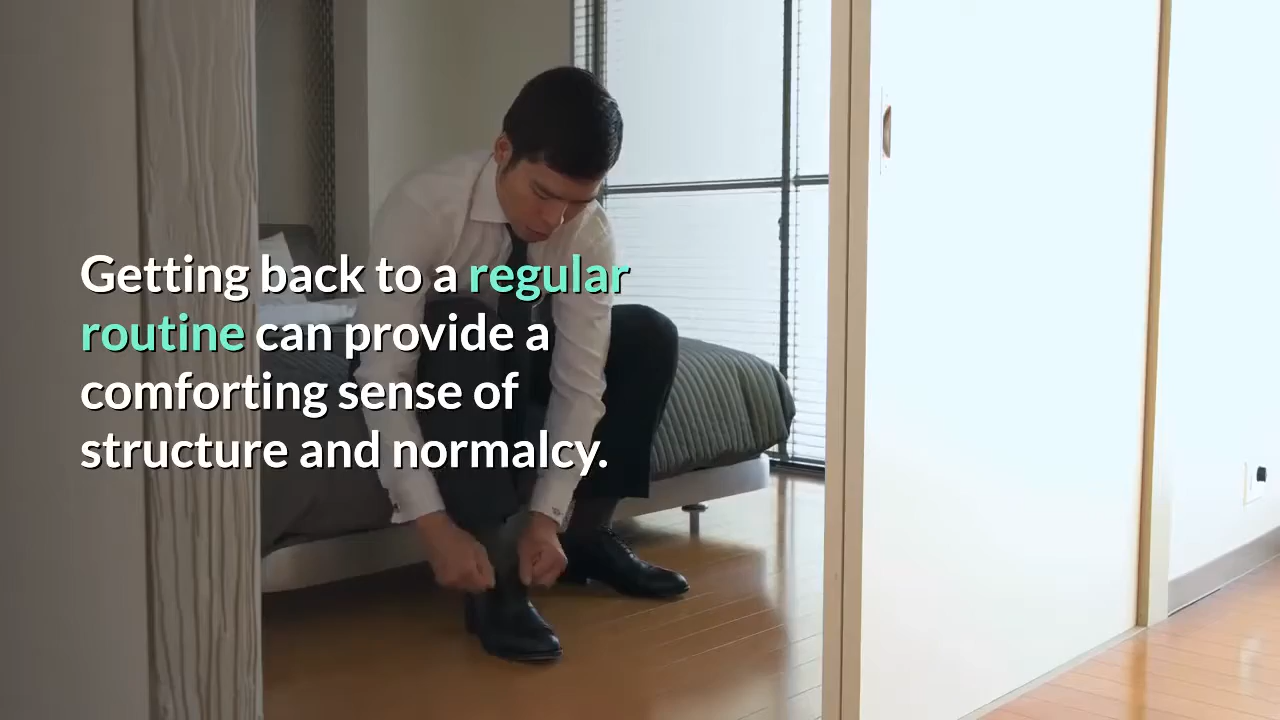 Getting back to a regular
routine can provide a
comforting sense of
structure and normalcy.